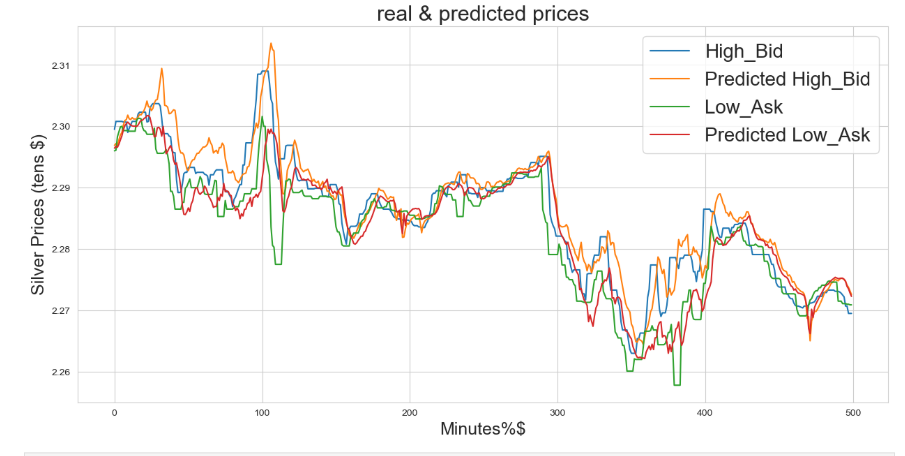 real & predicted prices
High_Bid
Predicted High_Bid
Low_Ask
Predicted Low_Ask
Silver Prices (tens $)
2.31
2.30
2.29
2.28
2.27
2.26
0 100 200 300 400 500
Minutes%$